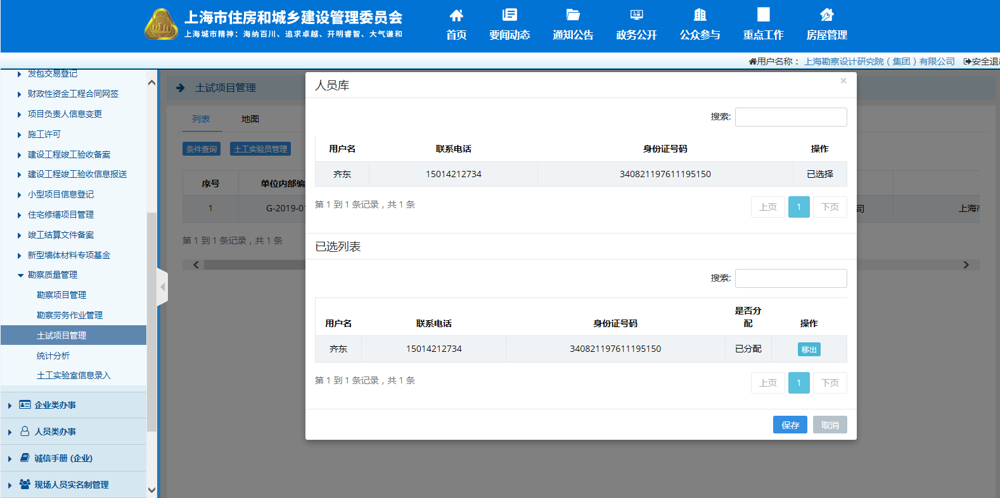 上海市住房和城乡建设管理委员会
上海城市精神：海纳百川、追求卓越、开明睿智、大气谦和
首页
要闻动态
通知公告
政务公开
公众参与
重点工作
房屋管理
用户名称： 上海勘察设计研究院（集团）有限公司 安全退
发包交易登记
财政性资金工程合同网签
项目负责人信息变更
施工许可
建设工程竣工验收备案
建设工程竣工验收信息报送
小型项目信息登记
住宅修缮项目管理
竣工结算文件备案
新型墙体材料专项基金
勘察质量管理
勘察项目管理
勘察劳务作业管理
土试项目管理
统计分析
土工实验室信息录入
企业类办事
人员类办事
诚信手册 (企业)
现场人员实名制管理
土试项目管理
列表 地图
条件查询 土工实验员管理
序号 单位内部编
1 G-2019-01 司 上海市
第 1 到 1 条记录，共 1 条
人员库 ×
搜索:
用户名 联系电话 身份证号码 操作
齐东 15014212734 340821197611195150 已选择
第 1 到 1 条记录，共 1 条
上页 1 下页
已选列表
搜索:
用户名 联系电话 身份证号码 是否分配 操作
齐东 15014212734 340821197611195150 已分配 移出
第 1 到 1 条记录，共 1 条
上页 1 下页
保存 取消